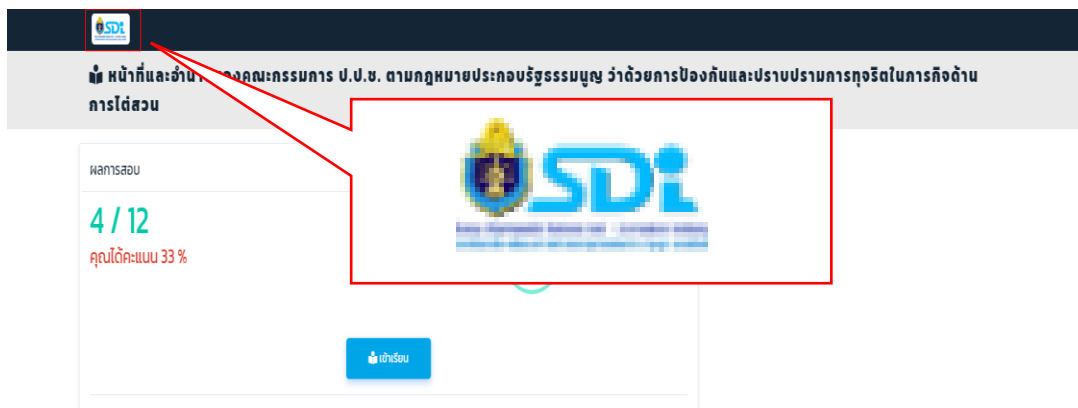 SDi
หน้าที่และอำนา
องคณะกรรมการ ป.ป.ช. ตามกฎหมายประกอบรัฐธรรมนูญ ว่าด้วยการป้องกันและปราบปรามการทุจริตในภารกิจด้าน
การไต่สวน
SDi
ผลการสอบ
4 / 12
คุณได้คะแนน 33 %
เข้าเรียน